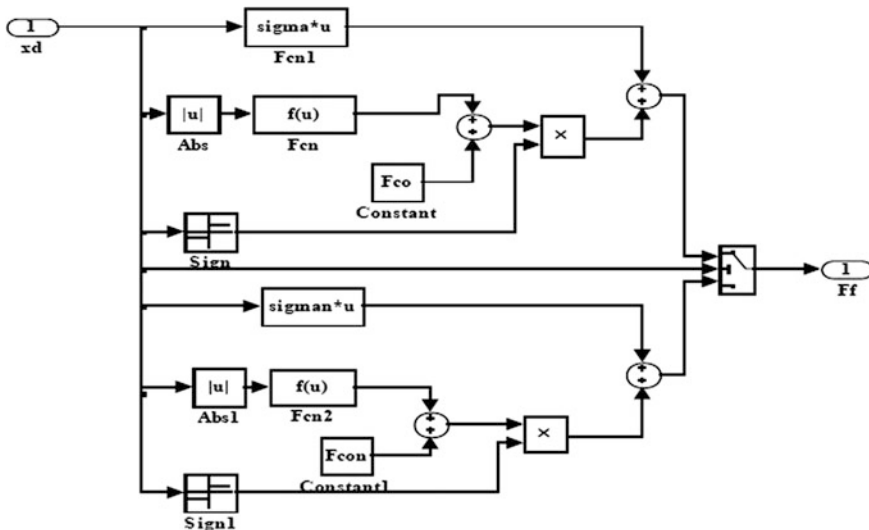 1
xd
sigma*u
Fcn1
+
+
|u|
Abs
f(u)
Fcn
+
+
×
Fco
Constant
Sign
1
Ff
sigman*u
+
+
|u|
Abs1
f(u)
Fcn2
+
+
×
Fcon
Constant1
Sign1